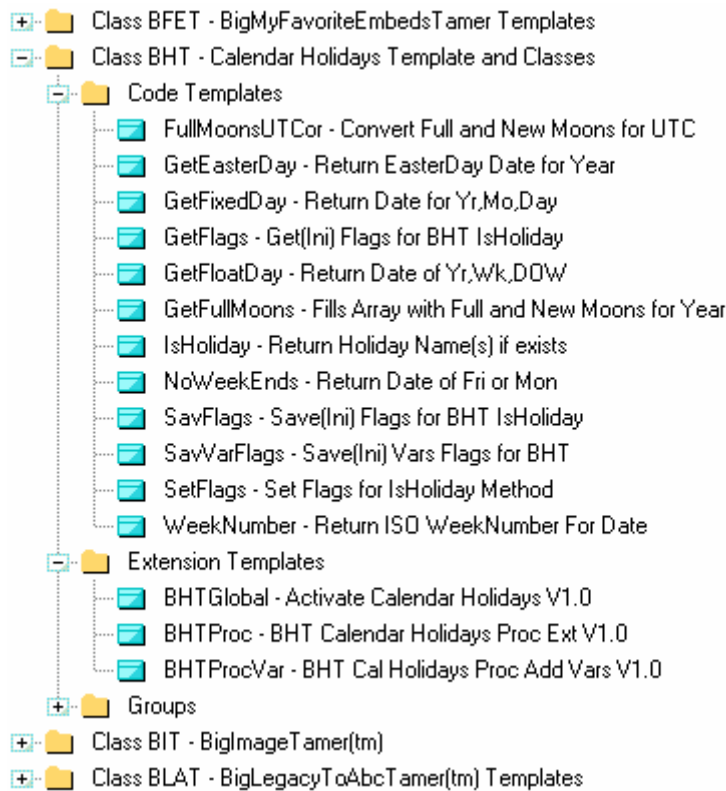 Class BFET - BigMyFavoriteEmbedsTamer Templates
Class BHT - Calendar Holidays Template and Classes
Code Templates
FullMoonsUTCor - Convert Full and New Moons for UTC
GetEasterDay - Return EasterDay Date for Year
GetFixedDay - Return Date for Yr,Mo,Day
GetFlags - Get(Ini) Flags for BHT IsHoliday
GetFloatDay - Return Date of Yr,Wk,DOW
GetFullMoons - Fills Array with Full and New Moons for Year
IsHoliday - Return Holiday Name(s) if exists
NoWeekEnds - Return Date of Fri or Mon
SavFlags - Save(Ini) Flags for BHT IsHoliday
SavVarFlags - Save(Ini) Vars Flags for BHT
SetFlags - Set Flags for IsHoliday Method
WeekNumber - Return ISO WeekNumber For Date
Extension Templates
BHTGlobal - Activate Calendar Holidays V1.0
BHTProc - BHT Calendar Holidays Proc Ext V1.0
BHTProcVar - BHT Cal Holidays Proc Add Vars V1.0
Groups
Class BIT - BigImageTamer(tm)
Class BLAT - BigLegacyToAbcTamer(tm) Templates